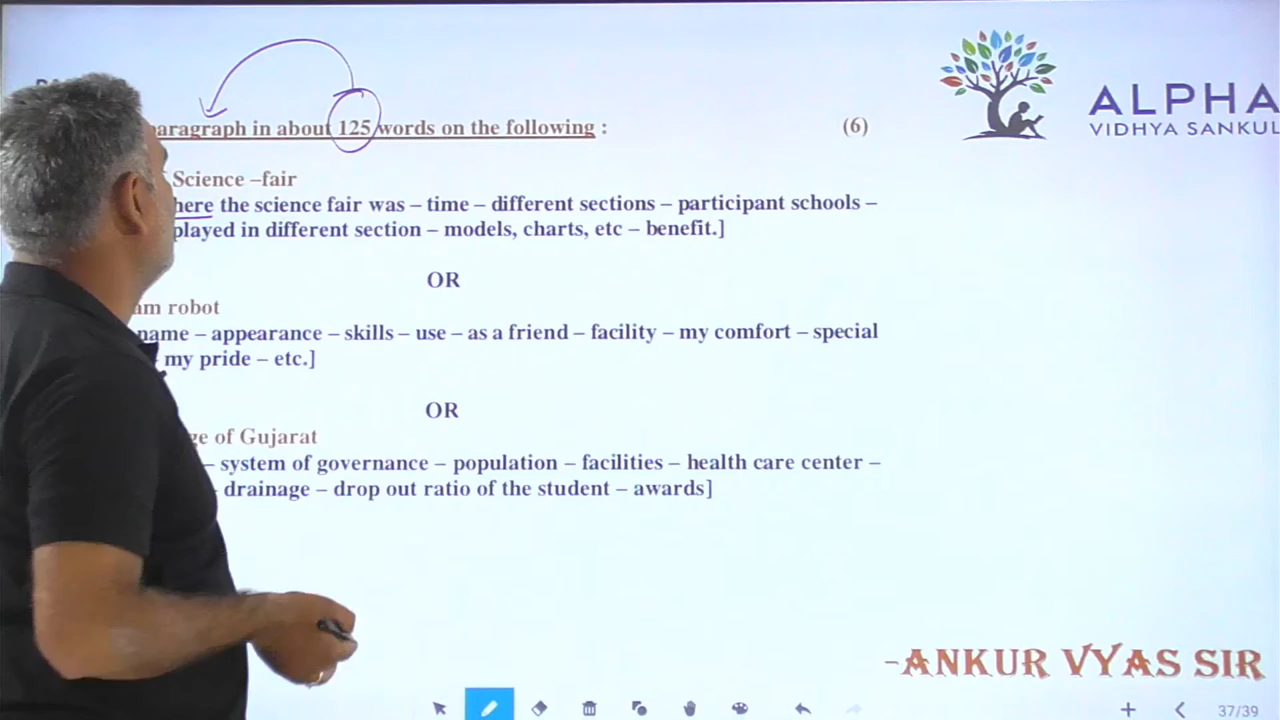 paragraph in about 125 words on the following : (6)
Science –fair
here the science fair was – time – different sections – participant schools –
played in different section – models, charts, etc – benefit.]
OR
am robot
name – appearance – skills – use – as a friend – facility – my comfort – special
my pride – etc.]
OR
ge of Gujarat
– system of governance – population – facilities – health care center –
drainage – drop out ratio of the student – awards]
ALPHA
VIDHYA SANKUL
-ANKUR VYAS SIR
37/39